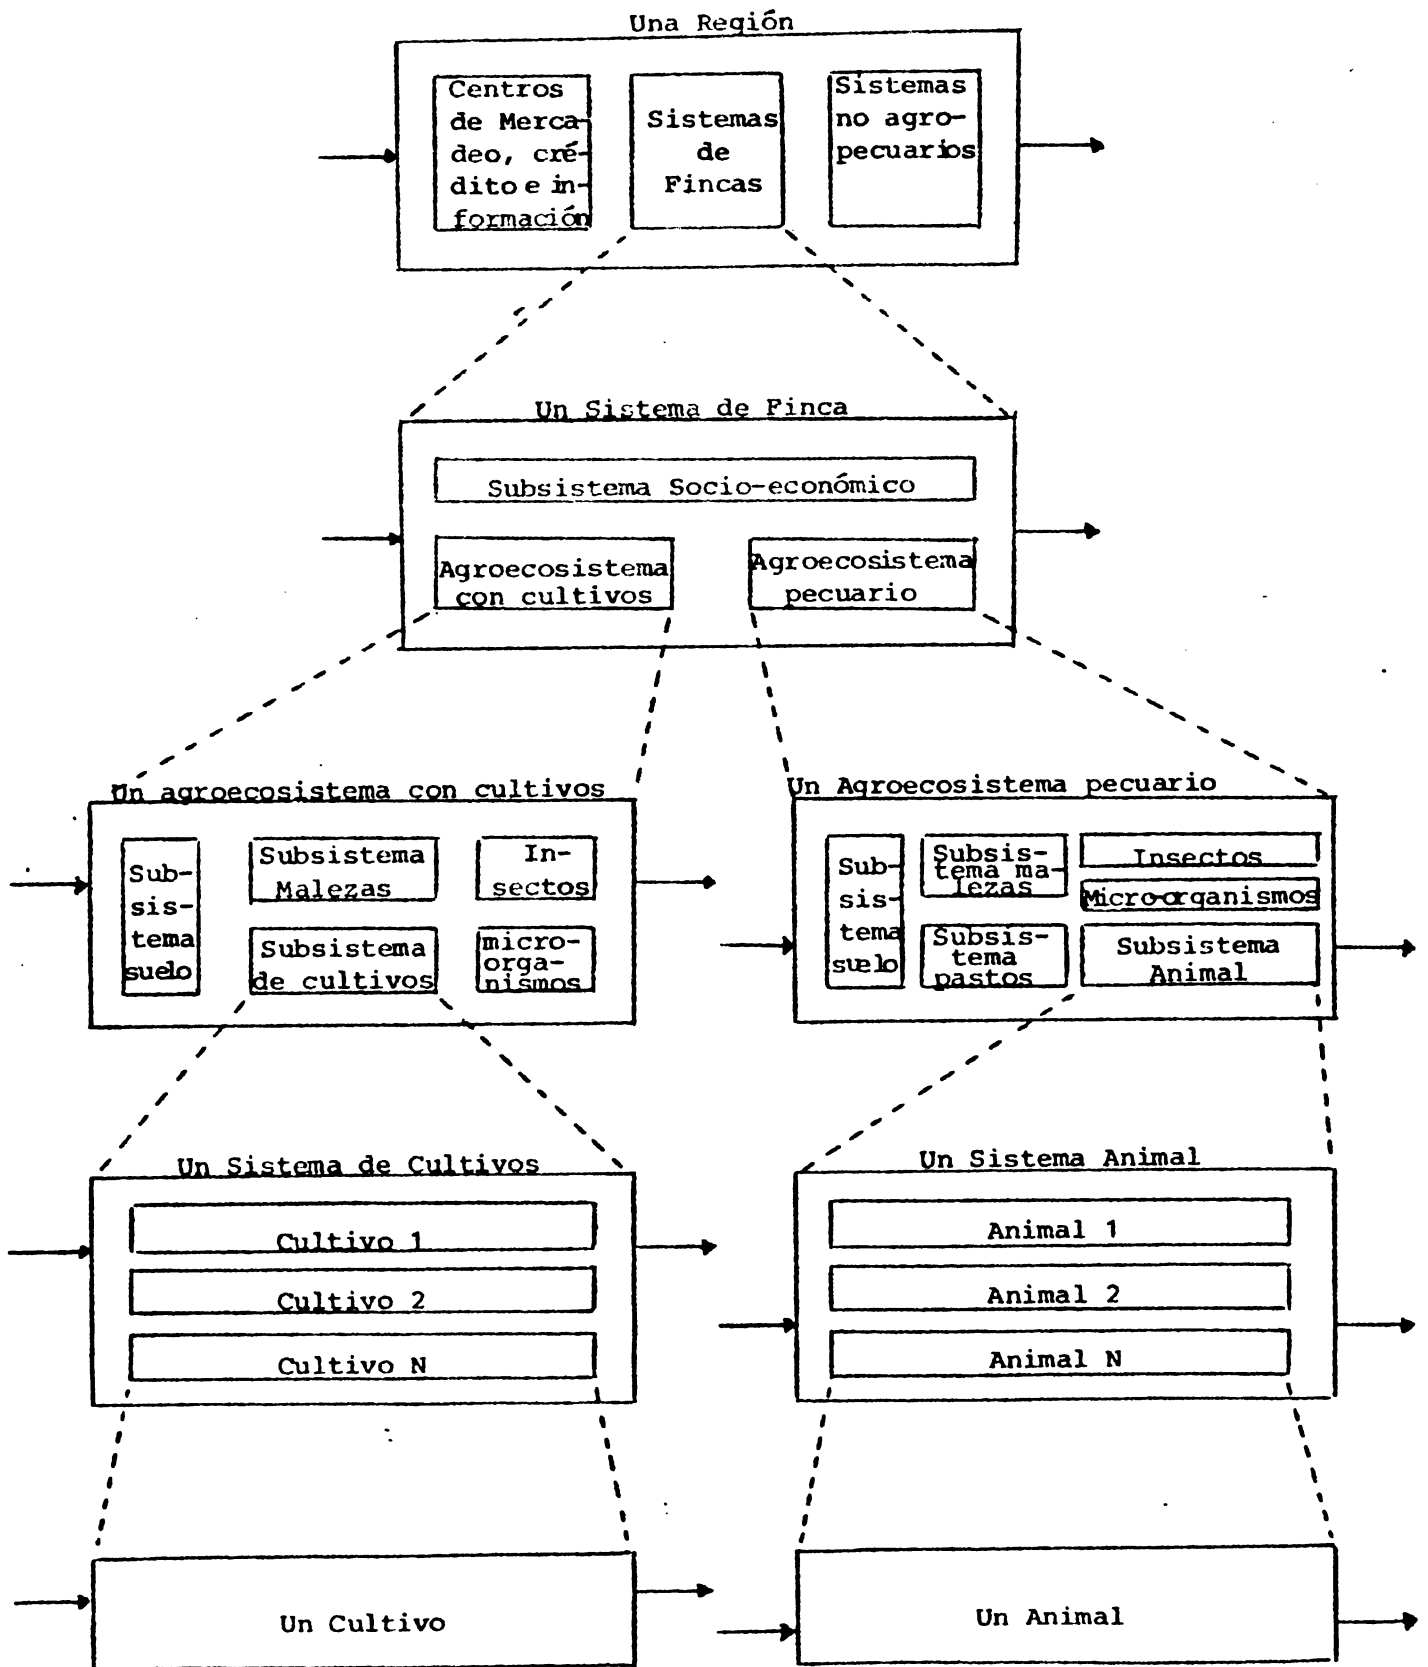 Una Región
Centros
de Merca-
deo, cré-
dito e in-
formación
Sistemas
de
Fincas
Sistemas
no agro-
pecuarios
Un Sistema de Finca
Subsistema Socio-económico
Agroecosistema
con cultivos
Agroecosistema
pecuario
Un agroecosistema con cultivos
Sub-
sis-
tema
suelo
Subsistema
Malezas
In-
sectos
Subsistema
de cultivos
micro-
orga-
nismos
Un Agroecosistema pecuario
Sub-
sis-
tema
suelo
Subsis-
tema ma-
lezas
Insectos
Micro-organismos
Subsis-
tema
pastos
Subsistema
Animal
Un Sistema de Cultivos
Cultivo 1
Cultivo 2
Cultivo N
Un Sistema Animal
Animal 1
Animal 2
Animal N
Un Cultivo
Un Animal